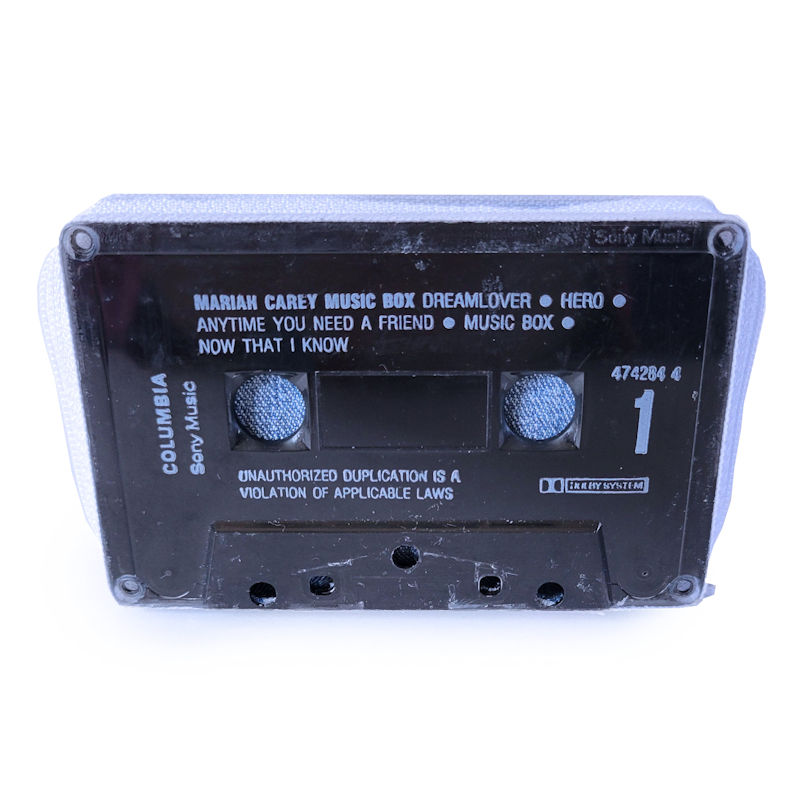 Sony Music
MARIAH CAREY MUSIC BOX DREAMLOVER ● HERO ●
ANYTIME YOU NEED A FRIEND ● MUSIC BOX ●
NOW THAT I KNOW
474284 4
1
COLUMBIA
Sony Music
UNAUTHORIZED DUPLICATION IS A
VIOLATION OF APPLICABLE LAWS
DOLBY SYSTEM